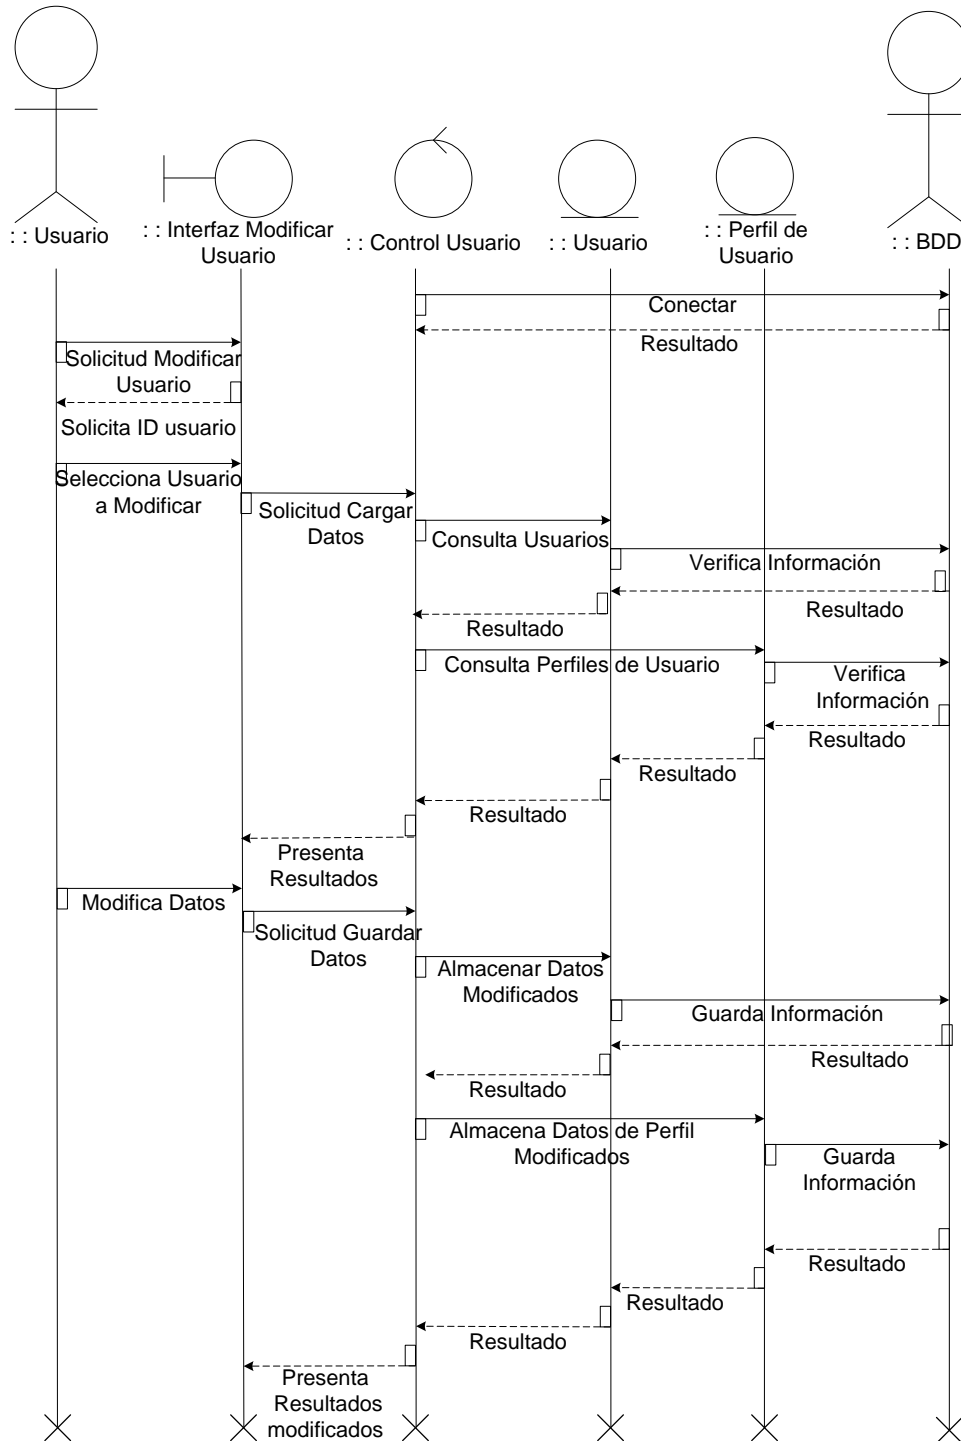 : : Usuario
: : Interfaz Modificar
Usuario
: : Control Usuario
: : Usuario
: : Perfil de
Usuario
: : BDD
Conectar
Resultado
Solicitud Modificar
Usuario
Solicita ID usuario
Selecciona Usuario
a Modificar
Solicitud Cargar
Datos
Consulta Usuarios
Verifica Información
Resultado
Resultado
Consulta Perfiles de Usuario
Verifica
Información
Resultado
Resultado
Resultado
Presenta
Resultados
Modifica Datos
Solicitud Guardar
Datos
Almacenar Datos
Modificados
Guarda Información
Resultado
Resultado
Almacena Datos de Perfil
Modificados
Guarda
Información
Resultado
Resultado
Resultado
Presenta
Resultados
modificados